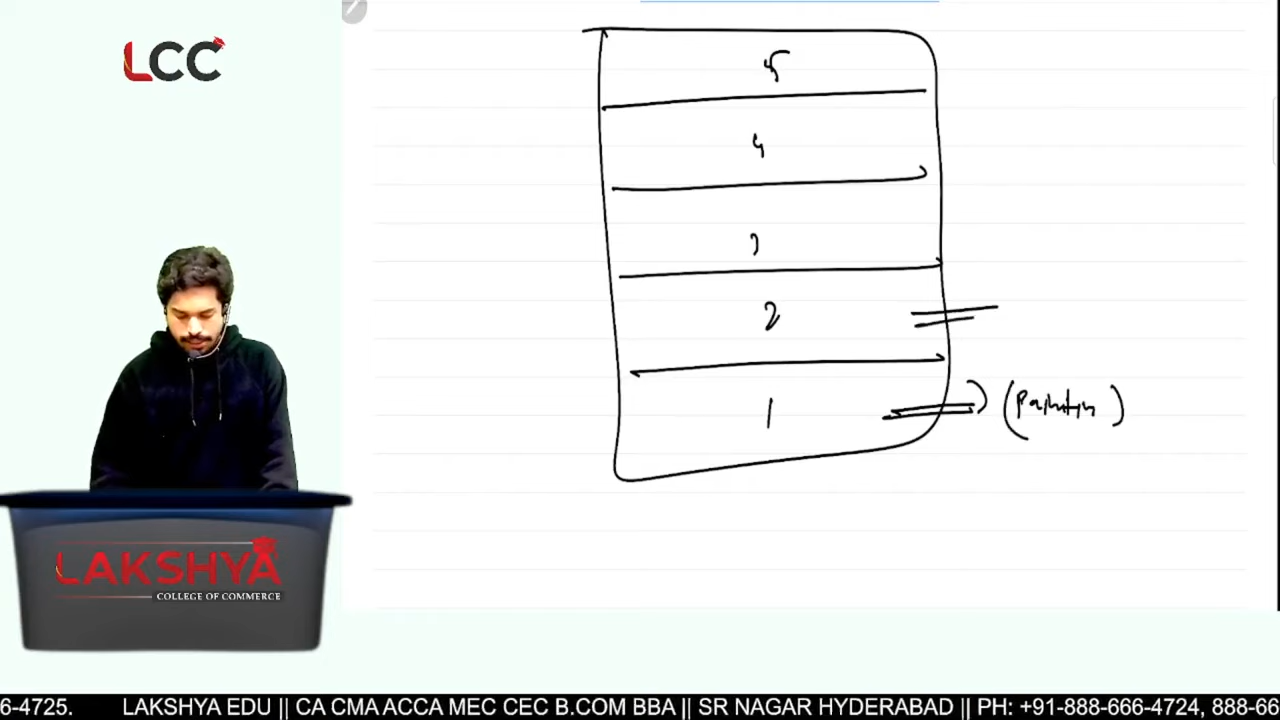 LCC
5
4
3
2
1
(Painting)
LAKSHYA
COLLEGE OF COMMERCE
6-4725. LAKSHYA EDU || CA CMA ACCA MEC CEC B.COM BBA || SR NAGAR HYDERABAD || PH: +91-888-666-4724, 888-66